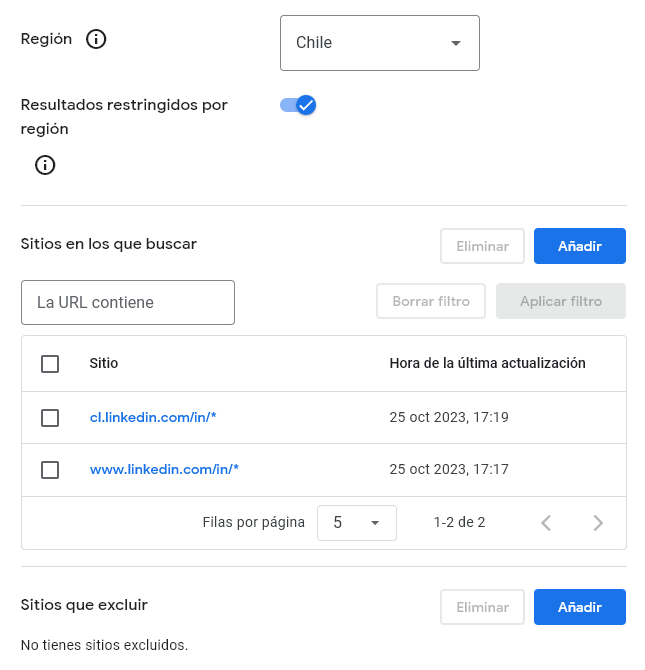 Región
Chile
Resultados restringidos por
región
Sitios en los que buscar
Eliminar
Añadir
La URL contiene
Borrar filtro
Aplicar filtro
Sitio
Hora de la última actualización
cl.linkedin.com/in/*
25 oct 2023, 17:19
www.linkedin.com/in/*
25 oct 2023, 17:17
Filas por página
5
1-2 de 2
Sitios que excluir
Eliminar
Añadir
No tienes sitios excluidos.